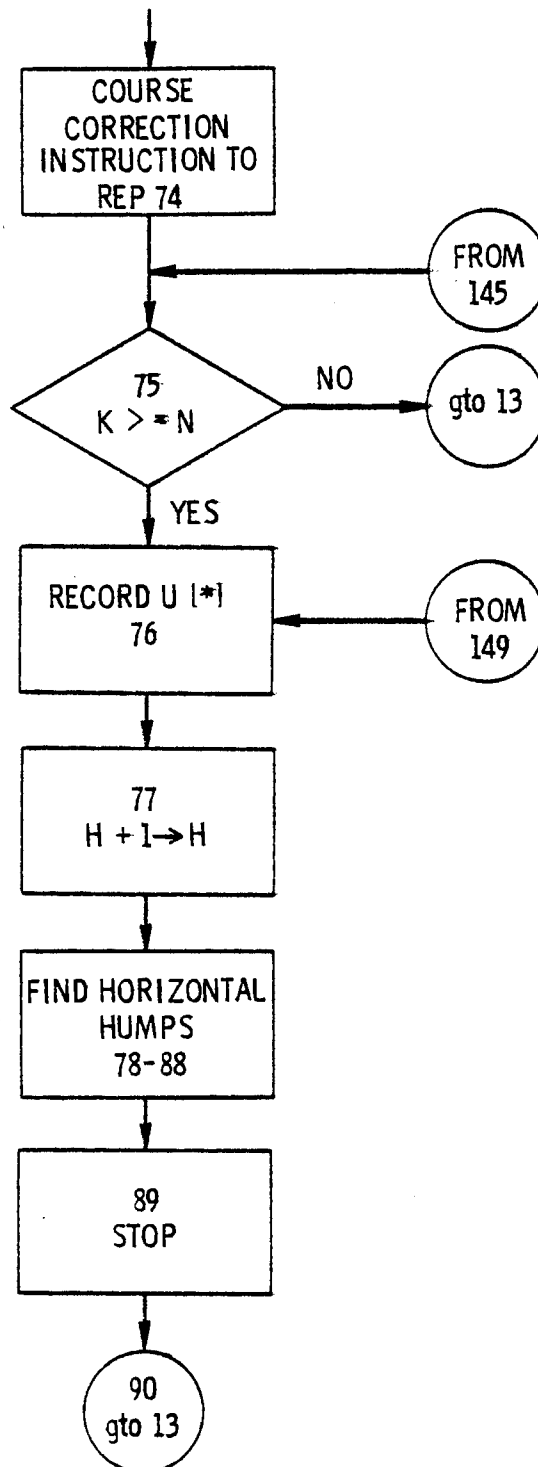 COURSE
CORRECTION
INSTRUCTION TO
REP 74
FROM
145
75
K > = N
NO
gto 13
YES
RECORD U [*]
76
FROM
149
77
H + 1→H
FIND HORIZONTAL
HUMPS
78-88
89
STOP
90
gto 13